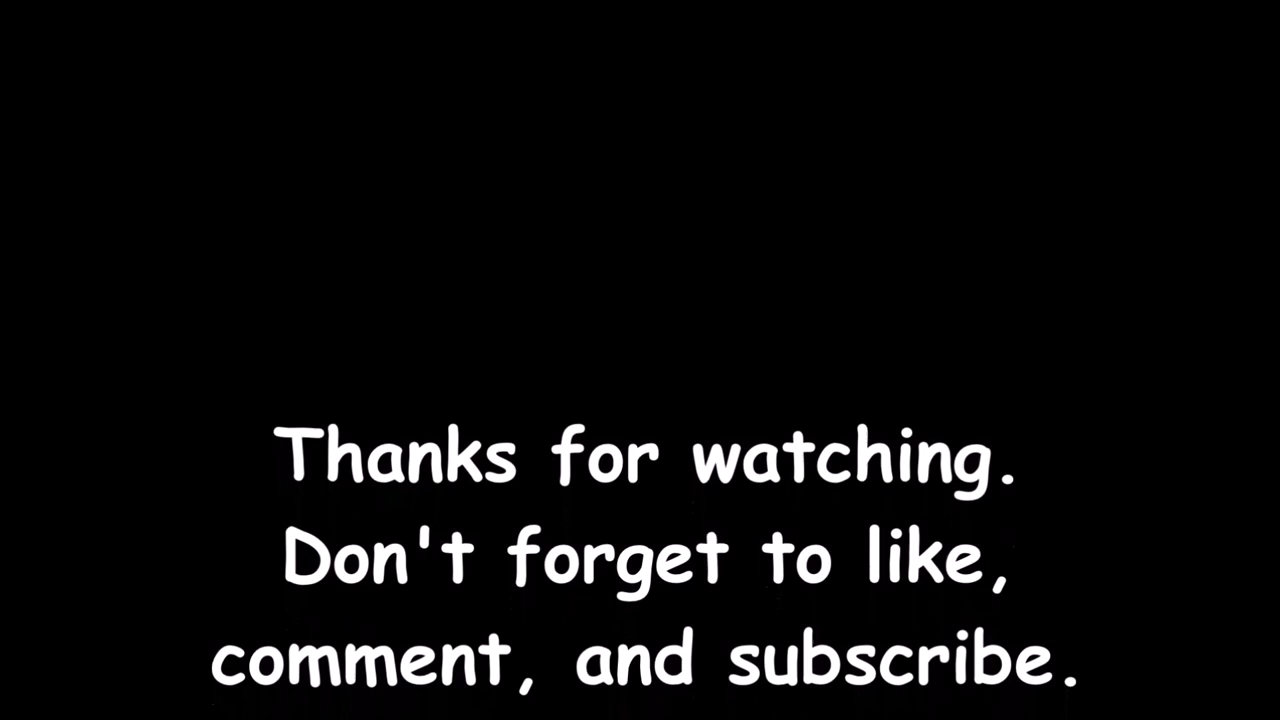 Thanks for watching.
Don't forget to like,
comment, and subscribe.